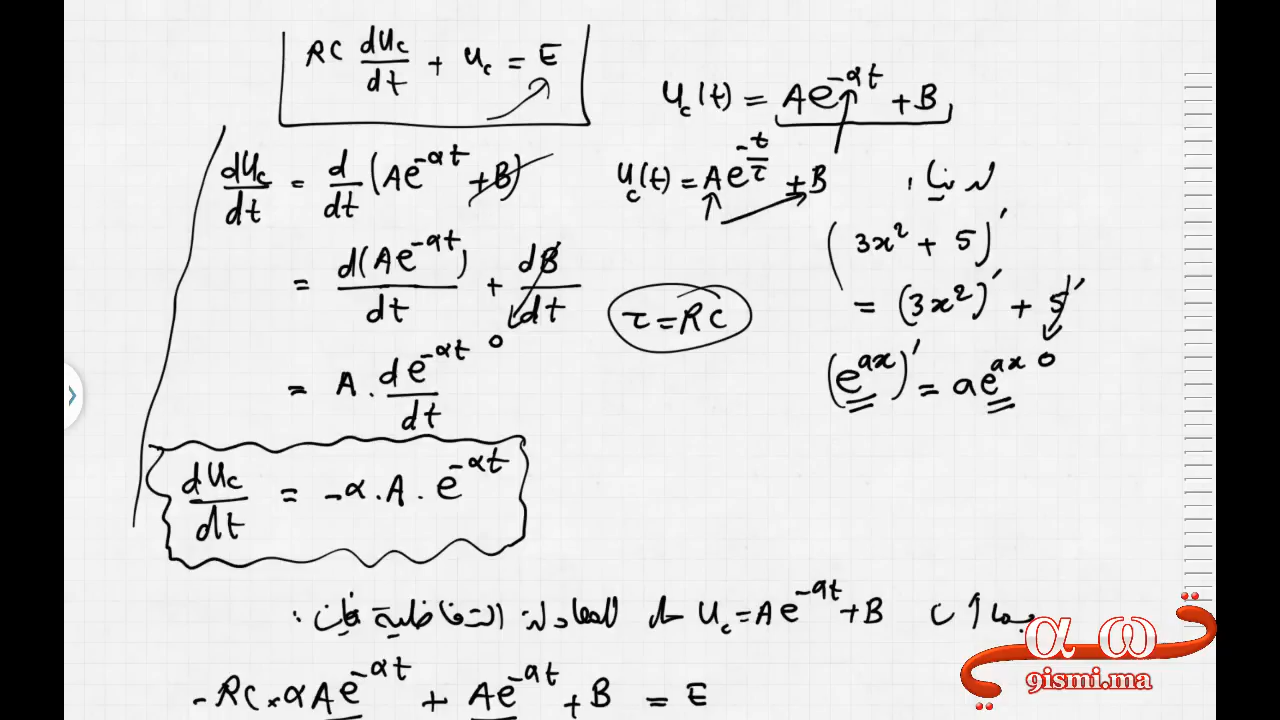 RC dUc/dt + Uc = E
Uc(t) = Ae^-αt + B
dUc/dt = d/dt (Ae^-αt + B)
= d(Ae^-αt)/dt + dB/dt
0
= A . de^-αt/dt
dUc/dt = -α . A . e^-αt
Uc(t) = Ae^-t/τ + B
τ = RC
لدينا :
(3x² + 5)'
= (3x²)' + 5'
0
(e^ax)' = ae^ax
بما أن Uc = Ae^-αt + B حل للمعادلة التفاضلية فإن :
- RC × αAe^-αt + Ae^-αt + B = E
α ω
9ismi.ma